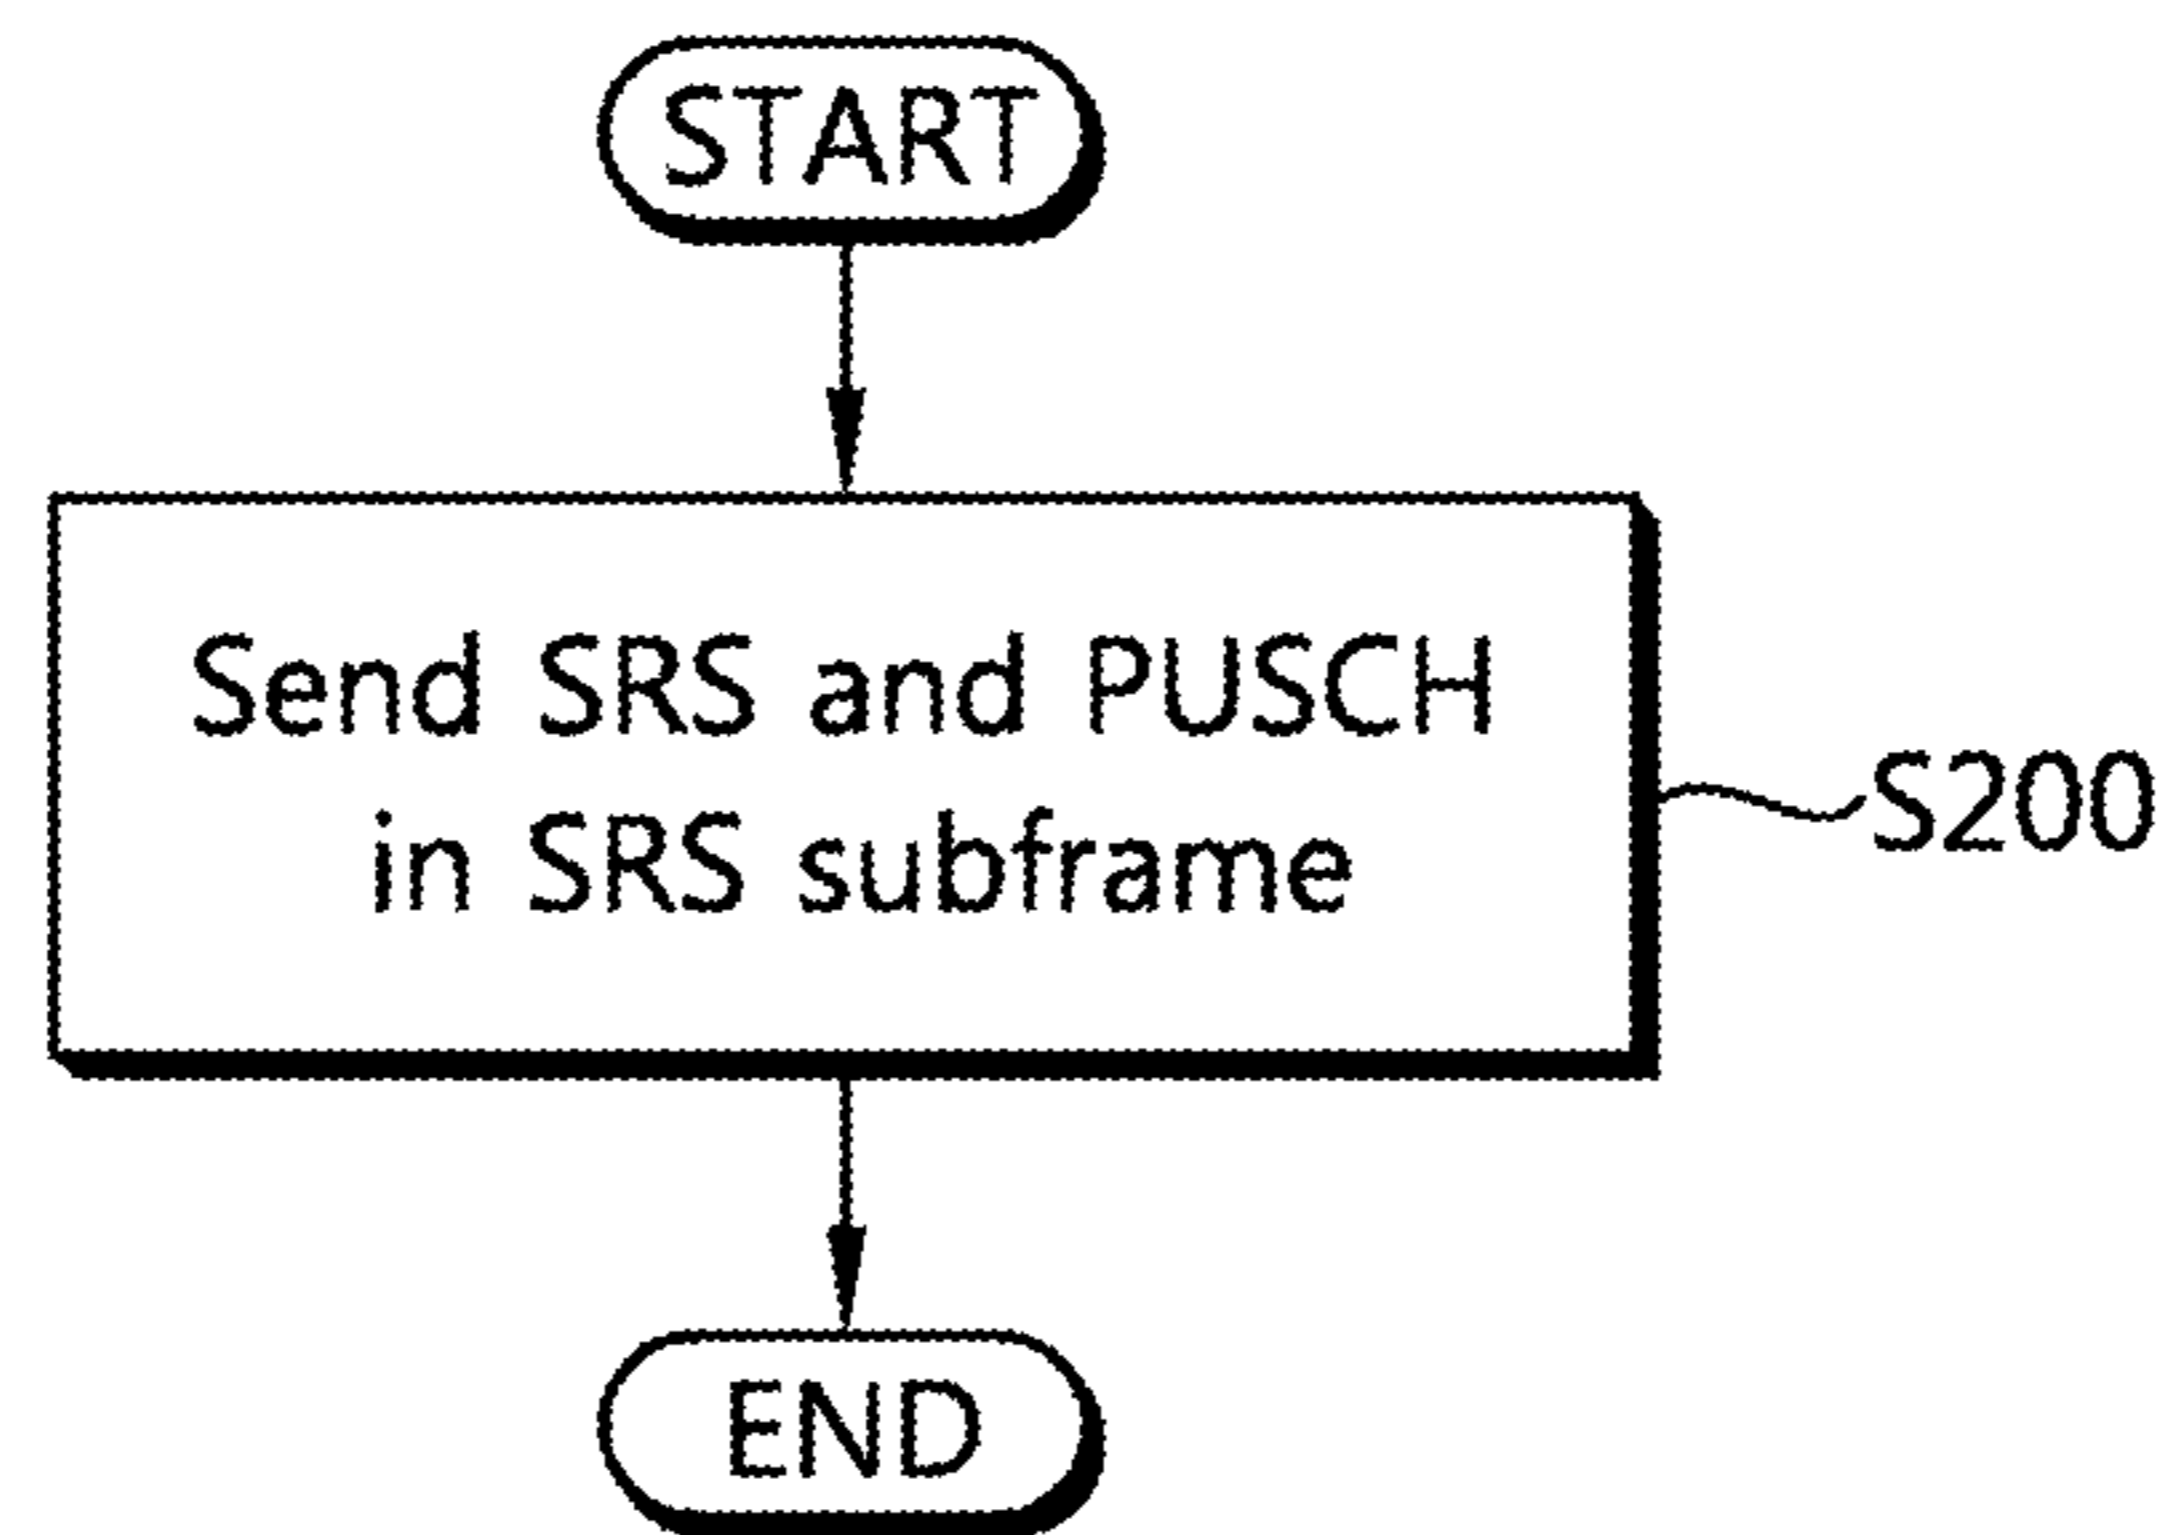 START
Send SRS and PUSCH
in SRS subframe
S200
END